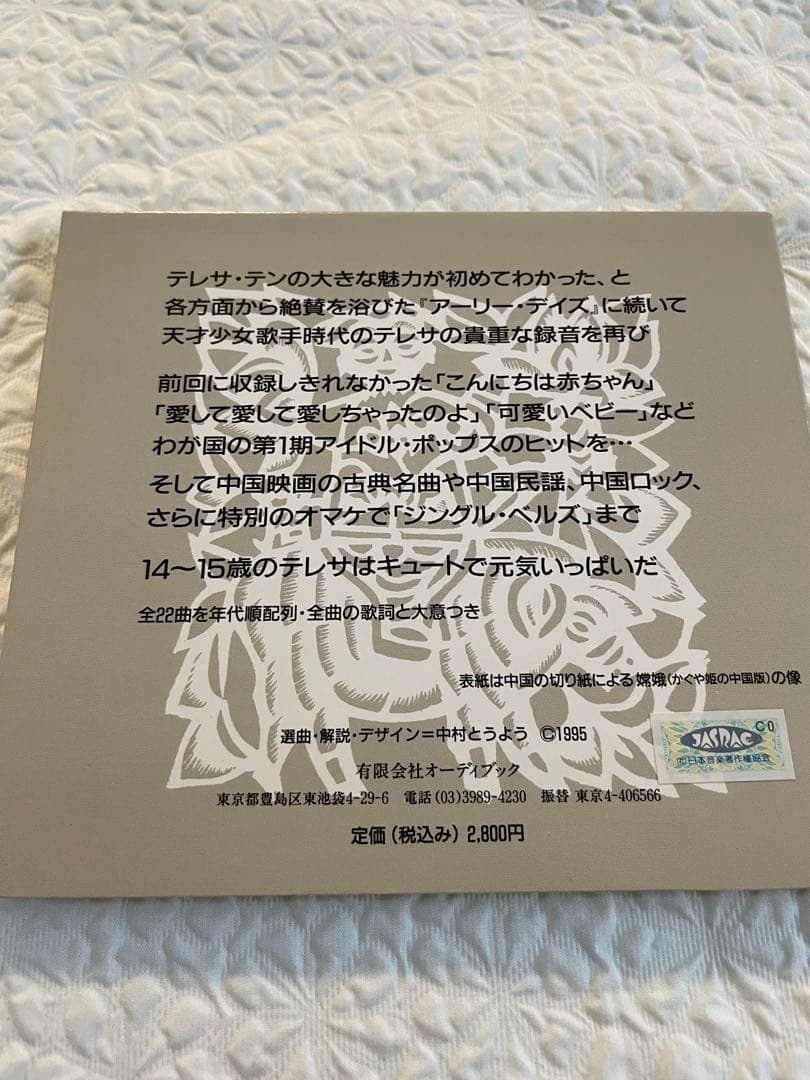 テレサ・テンの大きな魅力が初めてわかった、と
各方面から絶賛を浴びた『アーリー・デイズ』に続いて
天才少女歌手時代のテレサの貴重な録音を再び
前回に収録しきれなかった「こんにちは赤ちゃん」
「愛して愛して愛しちゃったのよ」「可愛いベビー」など
わが国の第1期アイドル・ポップスのヒットを…
そして中国映画の古典名曲や中国民謡、中国ロック、
さらに特別のオマケで「ジングル・ベルズ」まで
14〜15歳のテレサはキュートで元気いっぱいだ
全22曲を年代順配列・全曲の歌詞と大意つき
表紙は中国の切り紙による嫦娥(かぐや姫の中国版)の像
選曲・解説・デザイン=中村とうよう ©1995
有限会社オーディブック
東京都豊島区東池袋4-29-6 電話(03)3989-4230 振替 東京4-406566
定価(税込み)2,800円
C0
JASRAC
㈳日本音楽著作権協会